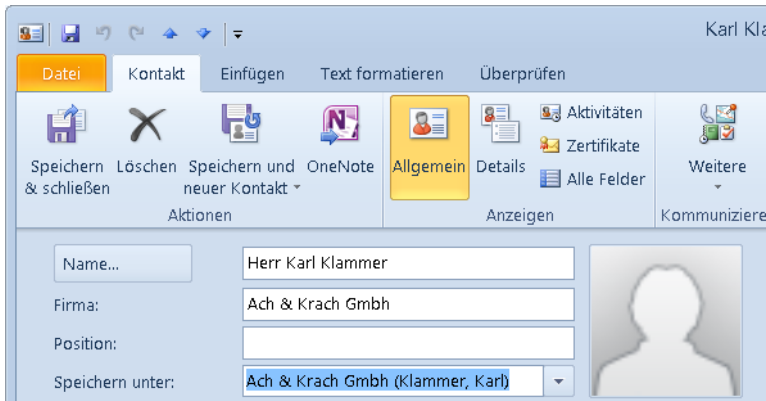 Karl Kla
Datei Kontakt Einfügen Text formatieren Überprüfen
Speichern & schließen
Löschen
Speichern und neuer Kontakt
OneNote
Allgemein
Details
Aktivitäten
Zertifikate
Alle Felder
Weitere
Aktionen Anzeigen Kommuniziere
Name... Herr Karl Klammer
Firma: Ach & Krach Gmbh
Position:
Speichern unter: Ach & Krach Gmbh (Klammer, Karl)